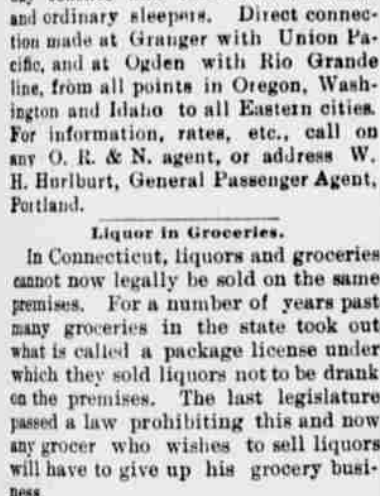 and ordinary sleepers. Direct connec-
tion made at Granger with Union Pa-
cific, and at Ogden with Rio Grande
line, from all points in Oregon, Wash-
ington and Idaho to all Eastern cities.
For information, rates, etc., call on
any O. R. & N. agent, or address W.
H. Hurlburt, General Passenger Agent,
Portland.
Liquor in Groceries.
In Connecticut, liquors and groceries
cannot now legally be sold on the same
premises. For a number of years past
many groceries in the state took out
what is called a package license under
which they sold liquors not to be drank
on the premises. The last legislature
passed a law prohibiting this and now
any grocer who wishes to sell liquors
will have to give up his grocery busi-
ness